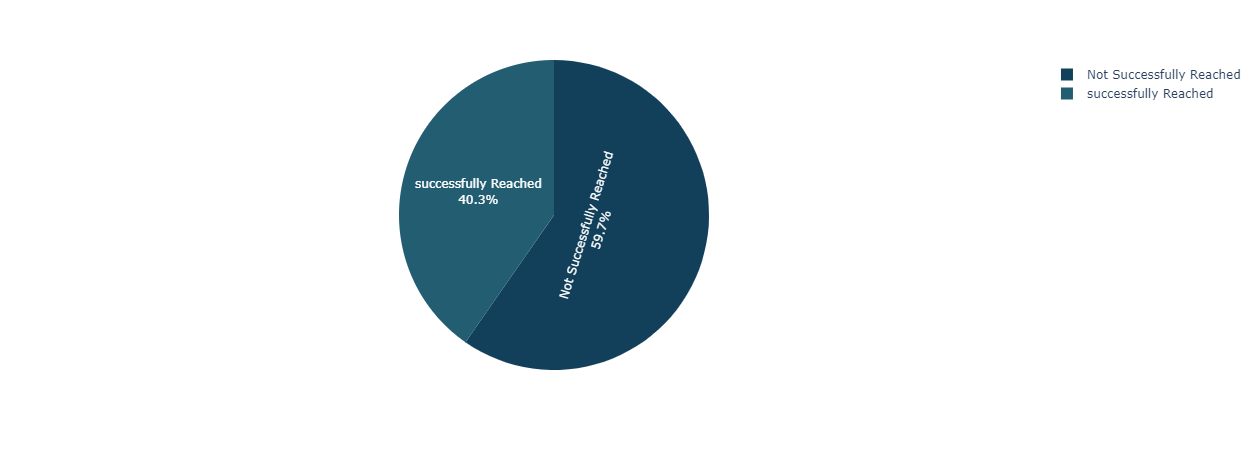 Not Successfully Reached
successfully Reached
successfully Reached
40.3%
Not Successfully Reached
59.7%